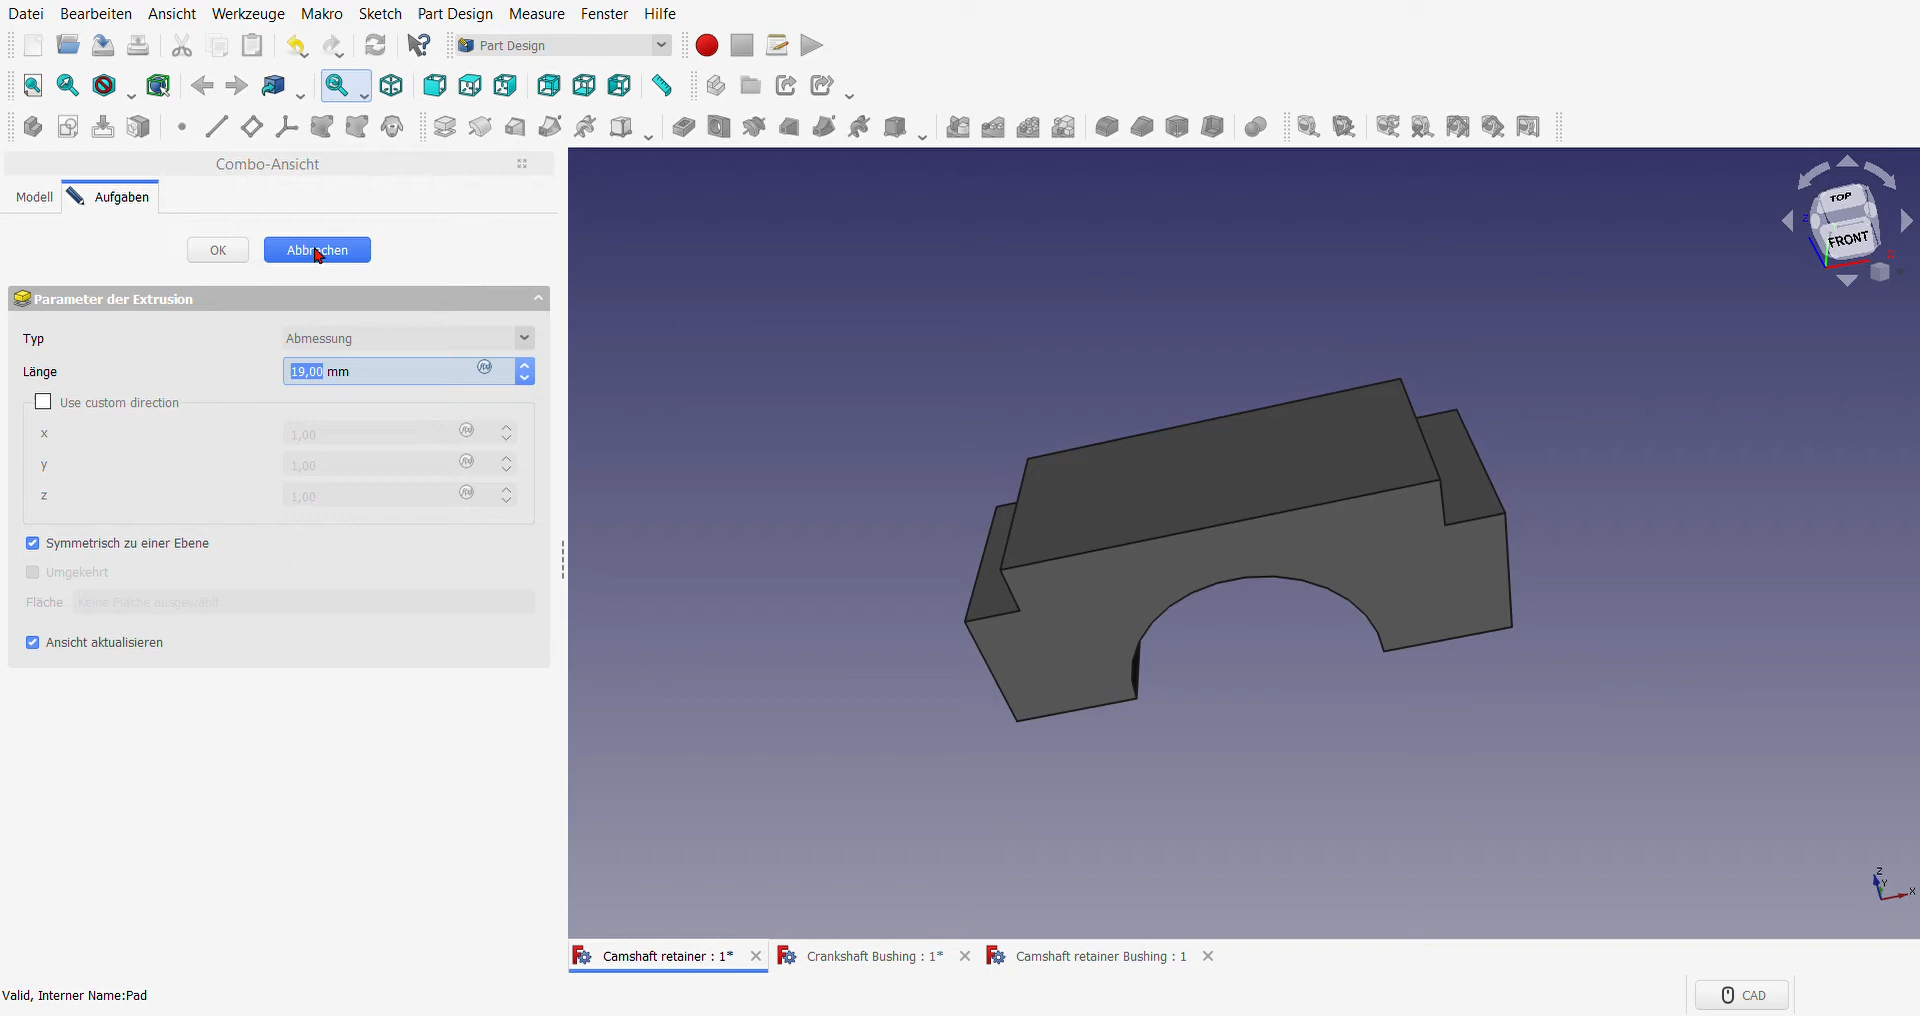 Datei Bearbeiten Ansicht Werkzeuge Makro Sketch Part Design Measure Fenster Hilfe
Part Design
Combo-Ansicht
Modell Aufgaben
OK Abbrechen
Parameter der Extrusion
Typ Abmessung
Länge 19,00 mm
Use custom direction
x 1,00
y 1,00
z 1,00
Symmetrisch zu einer Ebene
Umgekehrt
Fläche Keine Fläche ausgewählt
Ansicht aktualisieren
TOP
FRONT
Z
Y
X
Camshaft retainer : 1* Crankshaft Bushing : 1* Camshaft retainer Bushing : 1
Valid, Interner Name:Pad
CAD